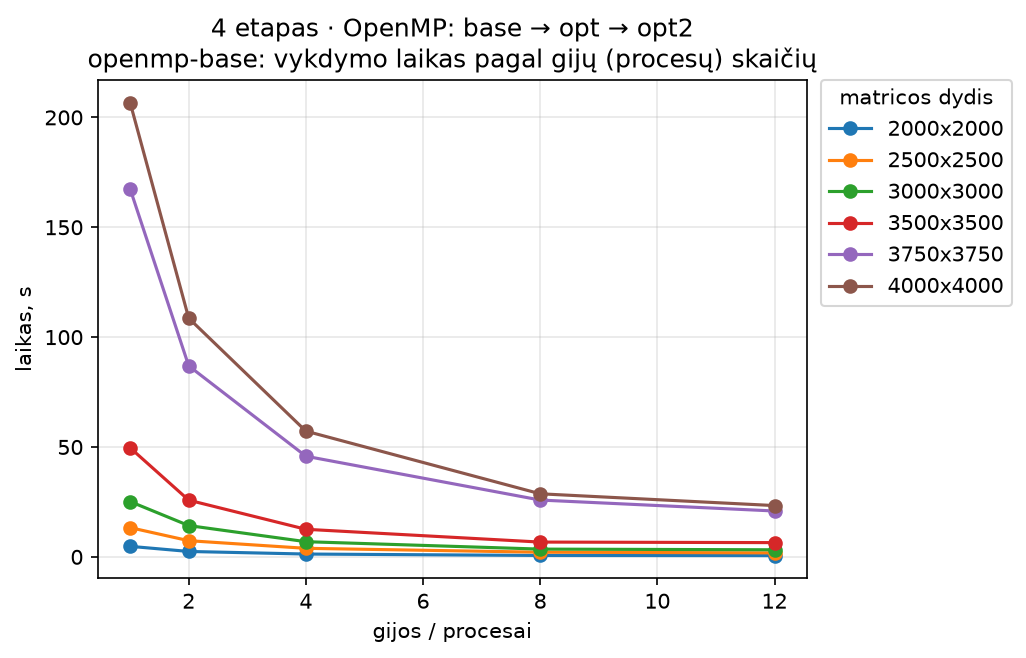 4 etapas · OpenMP: base → opt → opt2
openmp-base: vykdymo laikas pagal gijų (procesų) skaičių
matricos dydis
2000x2000
2500x2500
3000x3000
3500x3500
3750x3750
4000x4000
laikas, s
200
150
100
50
0
2 4 6 8 10 12
gijos / procesai